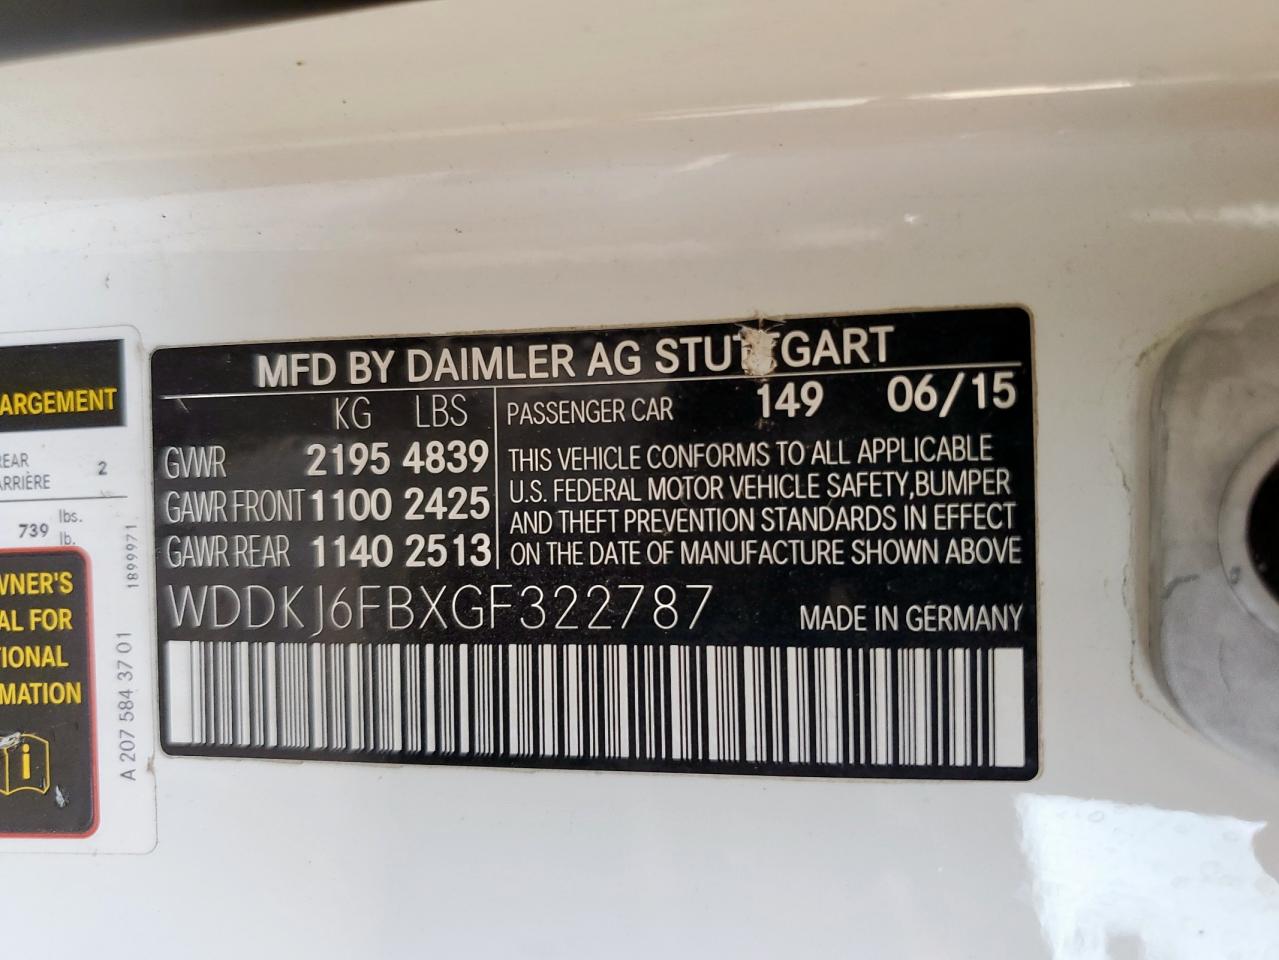 MFD BY DAIMLER AG STUTTGART
KG LBS
PASSENGER CAR 149 06/15
GVWR 2195 4839
GAWR FRONT 1100 2425
GAWR REAR 1140 2513
THIS VEHICLE CONFORMS TO ALL APPLICABLE
U.S. FEDERAL MOTOR VEHICLE SAFETY, BUMPER
AND THEFT PREVENTION STANDARDS IN EFFECT
ON THE DATE OF MANUFACTURE SHOWN ABOVE
WDDKJ6FBXGF322787
MADE IN GERMANY
ARGEMENT
REAR
ARRIÈRE 2
739 lbs.
lb.
WNER'S
AL FOR
TIONAL
MATION
i
1899971
A 207 584 37 01